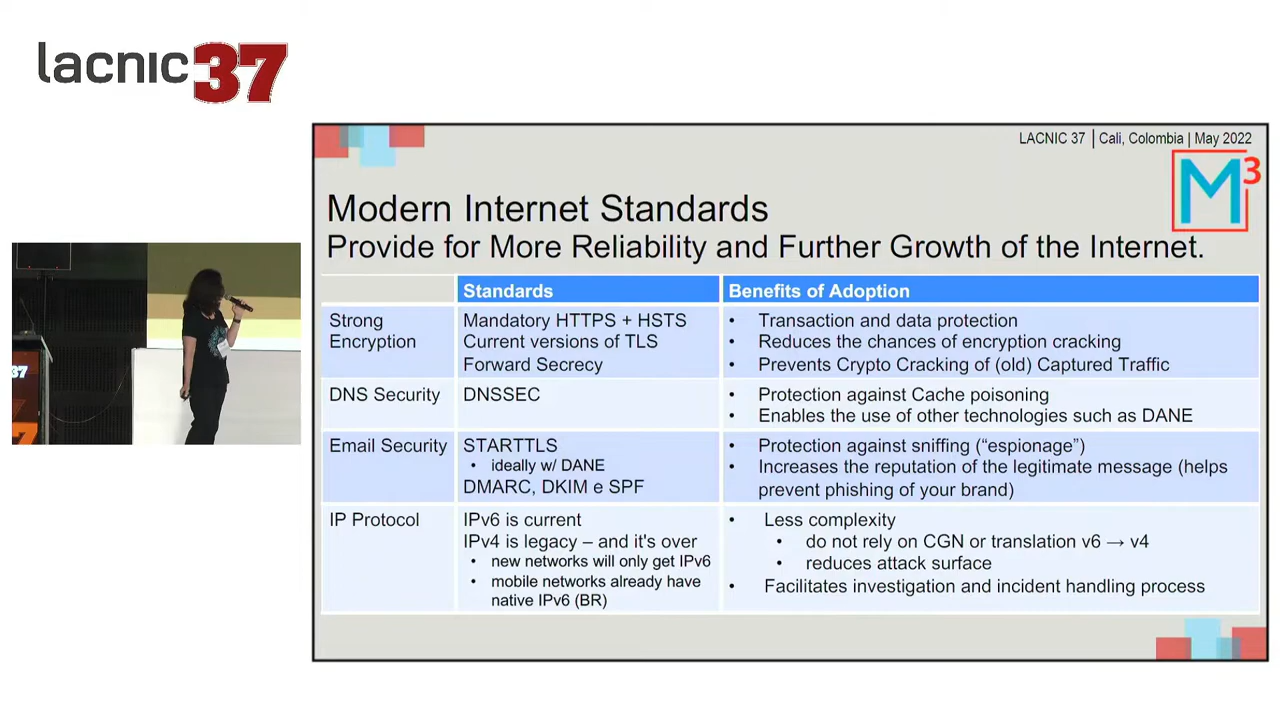 lacnic37
LACNIC 37 | Cali, Colombia | May 2022
M3
Modern Internet Standards
Provide for More Reliability and Further Growth of the Internet.
Standards
Benefits of Adoption
Strong
Encryption
Mandatory HTTPS + HSTS
Current versions of TLS
Forward Secrecy
• Transaction and data protection
• Reduces the chances of encryption cracking
• Prevents Crypto Cracking of (old) Captured Traffic
DNS Security
DNSSEC
• Protection against Cache poisoning
• Enables the use of other technologies such as DANE
Email Security
STARTTLS
• ideally w/ DANE
DMARC, DKIM e SPF
• Protection against sniffing (“espionage”)
• Increases the reputation of the legitimate message (helps
prevent phishing of your brand)
IP Protocol
IPv6 is current
IPv4 is legacy – and it's over
• new networks will only get IPv6
• mobile networks already have
native IPv6 (BR)
• Less complexity
• do not rely on CGN or translation v6 → v4
• reduces attack surface
• Facilitates investigation and incident handling process
37